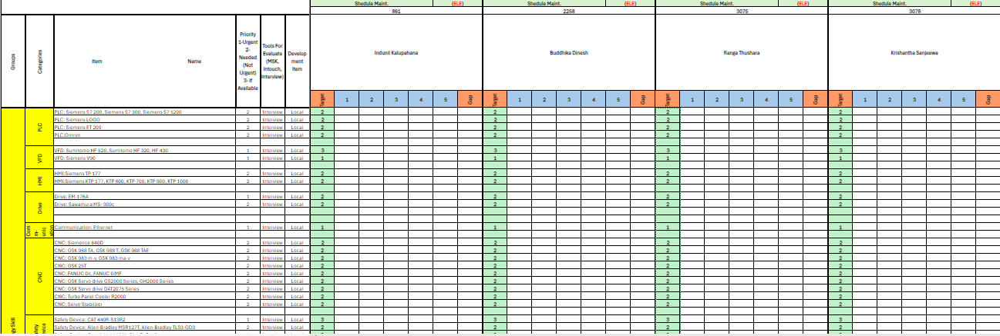 Shedule Maint. (ELE) Shedule Maint. (ELE) Shedule Maint. (ELE) Shedule Maint. (ELE)
861 2258 3075 3078
Groups Categories Item Name Priority 1-Urgent 2-Needed (Not Urgent) 3- If Available Tools For Evaluate (MSK, Intouch, Interview) Develop ment Item Indunil Kalupahana Buddhika Dinesh Ranga Thushara Krishantha Sanjeewa
Target 1 2 3 4 5 Gap Target 1 2 3 4 5 Gap Target 1 2 3 4 5 Gap Target 1 2 3 4 5 Gap
PLC
PLC: Siemens S7 200, Siemens S7 300, Siemens S7 1200 2 Interview Local 2 2 2 2
PLC: Siemens LOGO 2 Interview Local 2 2 2 2
PLC: Siemens ET 200 2 Interview Local 2 2 2 2
PLC:Omron 2 Interview Local 2 2 2 2
VFD
VFD: Sumitomo HF 520, Sumitomo HF 320, HF 430 1 Interview Local 3 3 3 3
VFD: Siemens V90 2 Interview Local 1 1 1 1
HMI
HMI:Siemens TP 177 2 Interview Local 2 2 2 2
HMI:Siemens KTP 177, KTP 600, KTP 700, KTP 900, KTP 1000 2 Interview Local 2 2 2 2
Drive
Drive: EM-176A 1 Interview Local 2 2 2 2
Drive: Sawamura MS- 300c 2 Interview Local 2 2 2 2
Com m- unic ation
Communication: Ethernet 1 Interview Local 1 1 1 1
CNC
CNC: Siemence 840D 2 Interview Local 2 2 2 2
CNC: GSK 988 TA, GSK 988 T, GSK 988 TAE 2 Interview Local 2 2 2 2
CNC: GSK 983 m-v, GSK 983 ma-v 2 Interview Local 2 2 2 2
CNC: GSK 25T 2 Interview Local 2 2 2 2
CNC: FANUC 0iI, FANUC 0iMF 2 Interview Local 2 2 2 2
CNC: GSK Servo drive GS2000 Series, GH2000 Series 2 Interview Local 2 2 2 2
CNC: GSK Servo drive DAT2075 Series 2 Interview Local 2 2 2 2
CNC: Turbo Panel Cooler R2000 2 Interview Local 2 2 2 2
CNC: Servo Stabilizer 2 Interview Local 2 2 2 2
Safety Device: CAT 440R-S13R2 1 Interview Local 3 3 3 3
Safety Device: Allen-Bradley MSR127T, Allen-Bradley TLS3-GD3 2 Interview Local 2 2 2 2